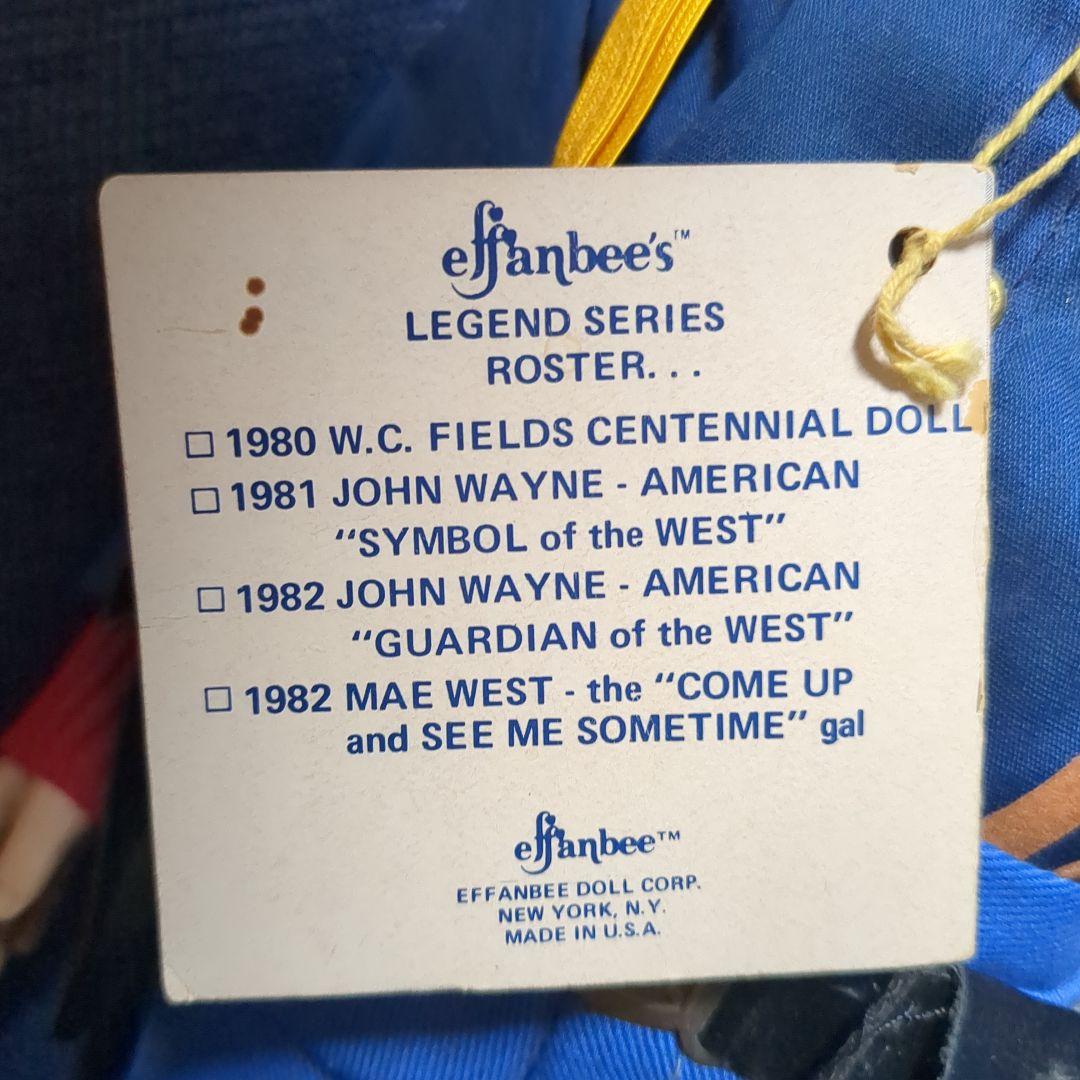 effanbee's™
LEGEND SERIES
ROSTER. . .
☐ 1980 W.C. FIELDS CENTENNIAL DOLL
☐ 1981 JOHN WAYNE - AMERICAN
“SYMBOL of the WEST”
☐ 1982 JOHN WAYNE - AMERICAN
“GUARDIAN of the WEST”
☐ 1982 MAE WEST - the “COME UP
and SEE ME SOMETIME” gal
effanbee™
EFFANBEE DOLL CORP.
NEW YORK, N.Y.
MADE IN U.S.A.